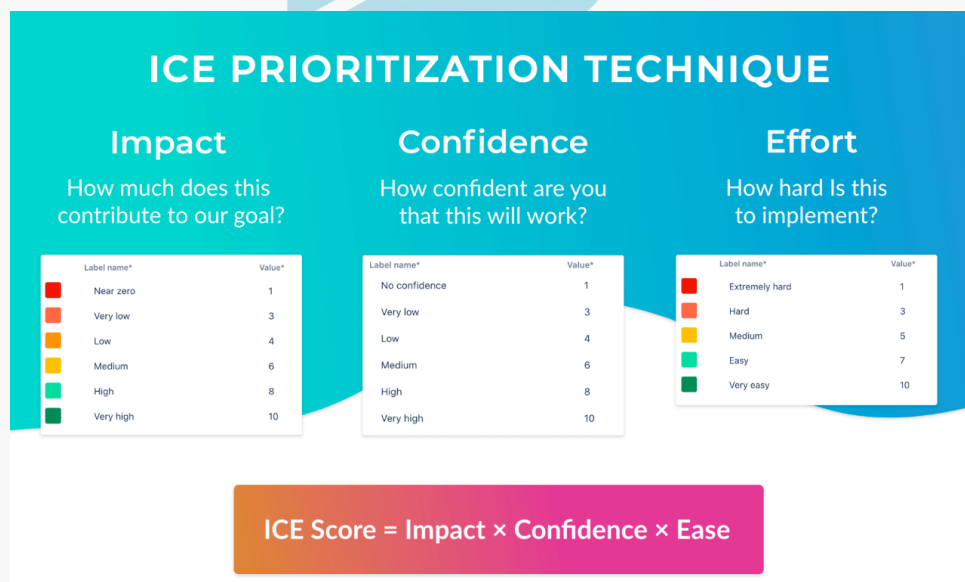 ICE PRIORITIZATION TECHNIQUE
Impact
How much does this
contribute to our goal?
Label name* Value*
Near zero 1
Very low 3
Low 4
Medium 6
High 8
Very high 10
Confidence
How confident are you
that this will work?
Label name* Value*
No confidence 1
Very low 3
Low 4
Medium 6
High 8
Very high 10
Effort
How hard Is this
to implement?
Label name* Value*
Extremely hard 1
Hard 3
Medium 5
Easy 7
Very easy 10
ICE Score = Impact × Confidence × Ease